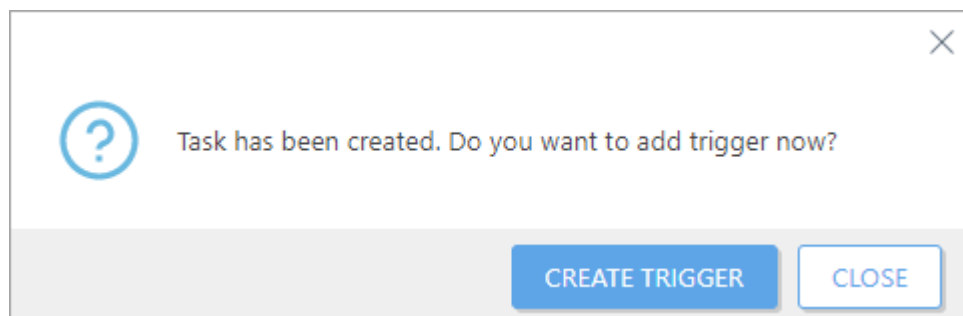 Task has been created. Do you want to add trigger now?
CREATE TRIGGER
CLOSE